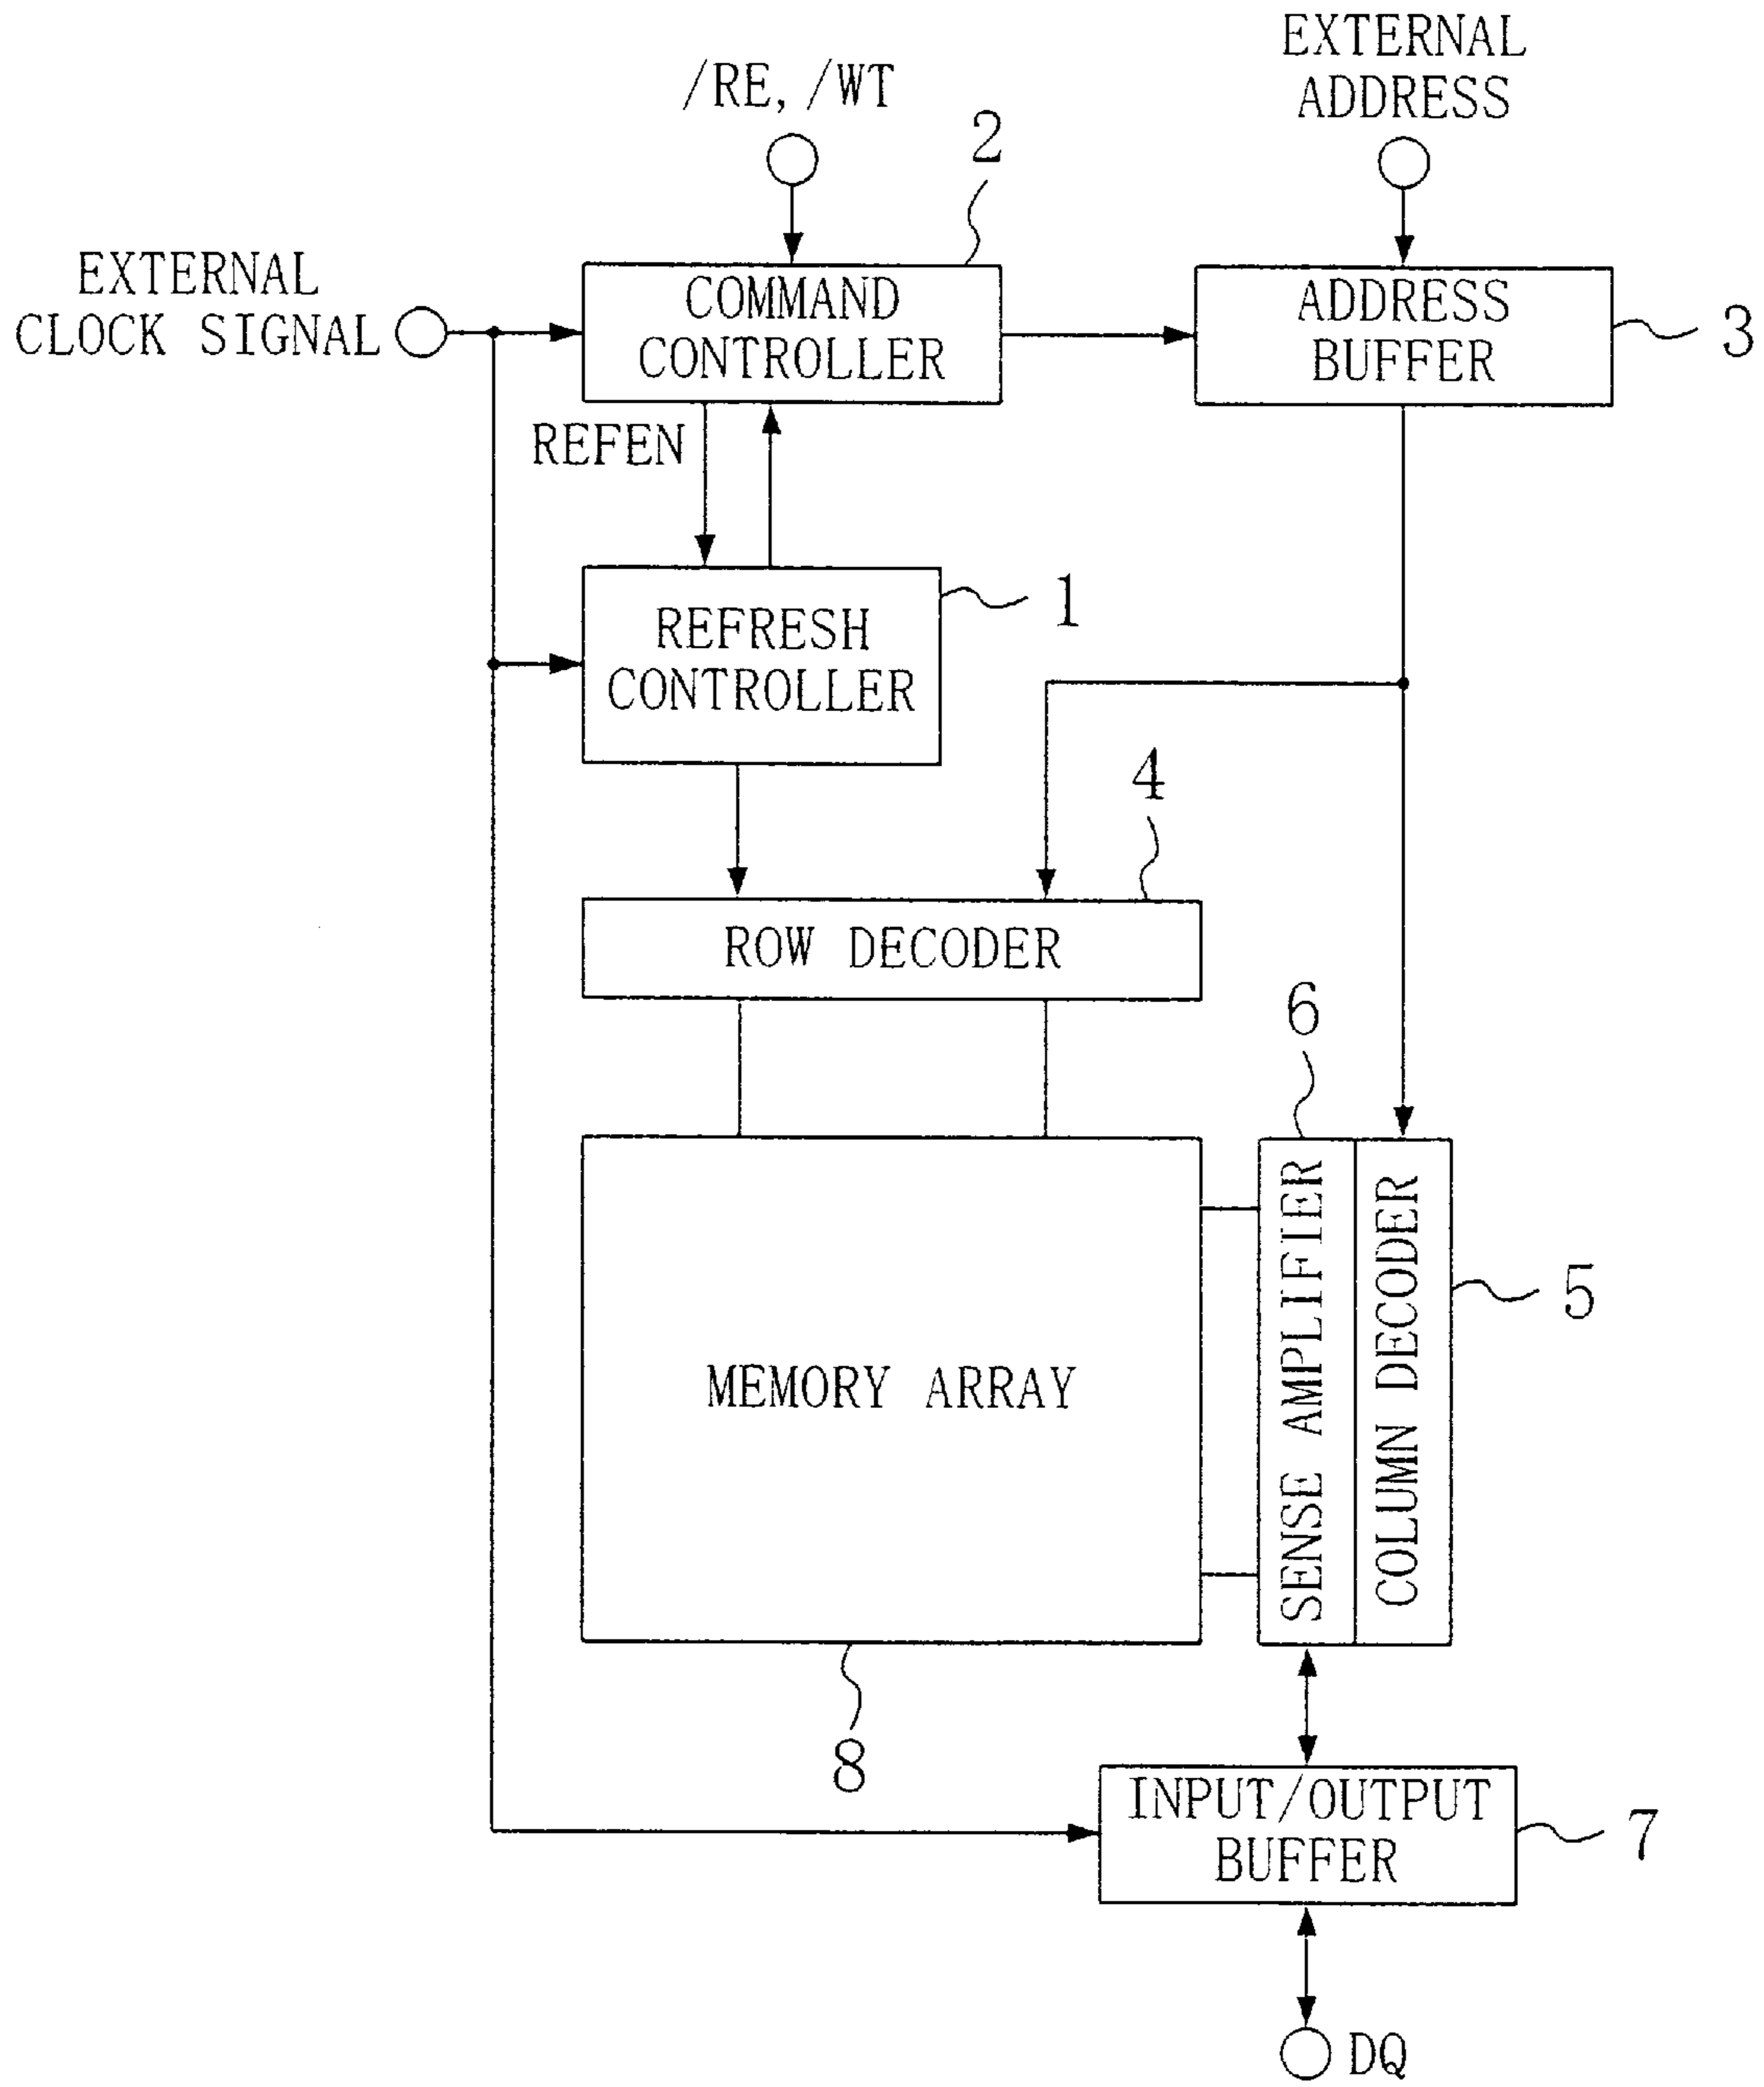 EXTERNAL
ADDRESS
/RE, /WT
2
EXTERNAL
CLOCK SIGNAL
COMMAND
CONTROLLER
ADDRESS
BUFFER
3
REFEN
1
REFRESH
CONTROLLER
4
ROW DECODER
6
SENSE AMPLIFIER
COLUMN DECODER
5
MEMORY ARRAY
8
INPUT/OUTPUT
BUFFER
7
DQ